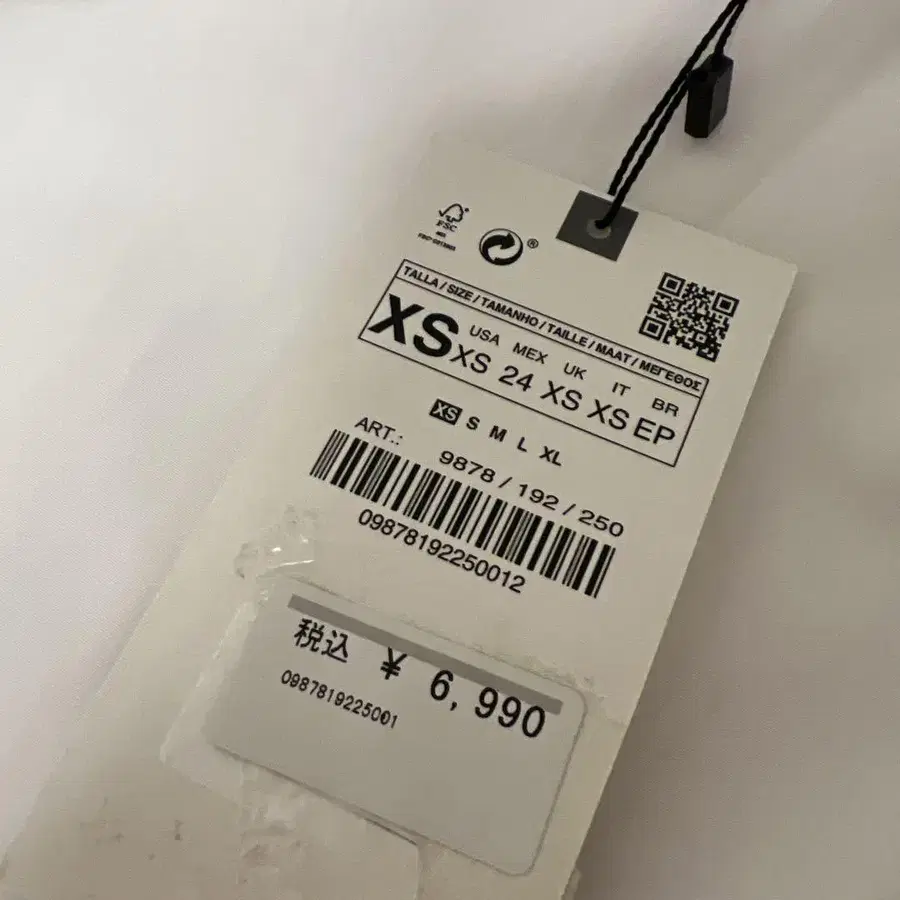 FSC
®
TALLA / SIZE / TAMANHO / TAILLE / MAAT / ΜΕΓΕΘΟΣ
XS USA MEX UK IT BR
XS 24 XS XS EP
XS S M L XL
ART.: 9878 / 192 / 250
09878192250012
税込 ¥ 6,990
0987819225001